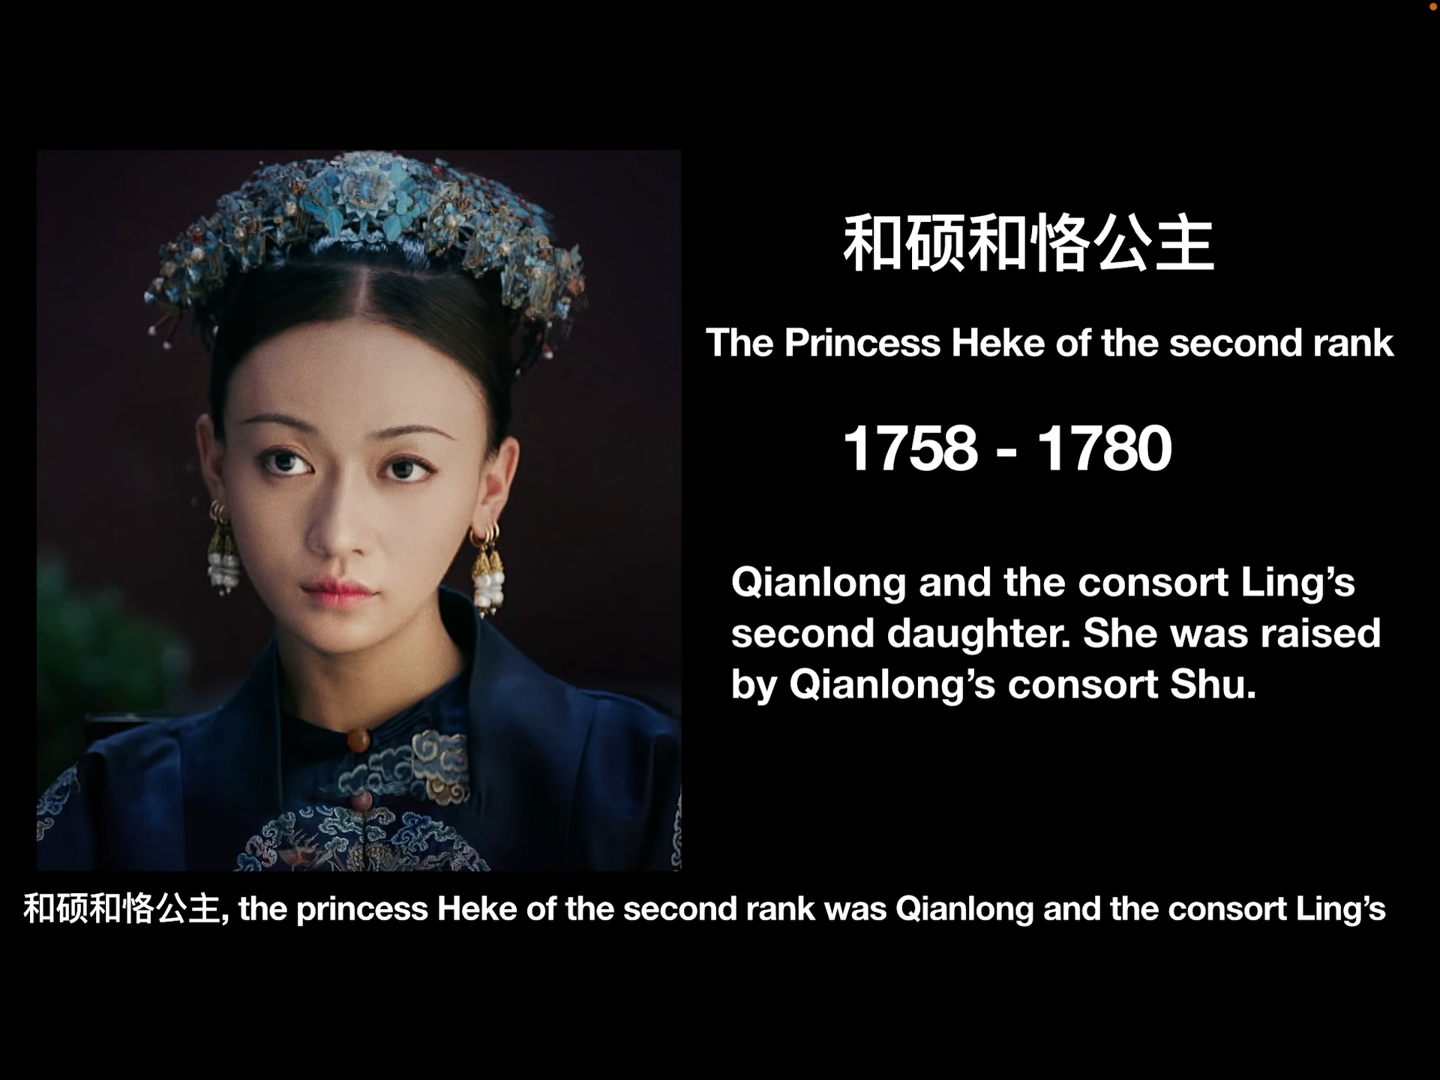 和硕和恪公主
The Princess Heke of the second rank
1758 - 1780
Qianlong and the consort Ling’s
second daughter. She was raised
by Qianlong’s consort Shu.
和硕和恪公主, the princess Heke of the second rank was Qianlong and the consort Ling’s